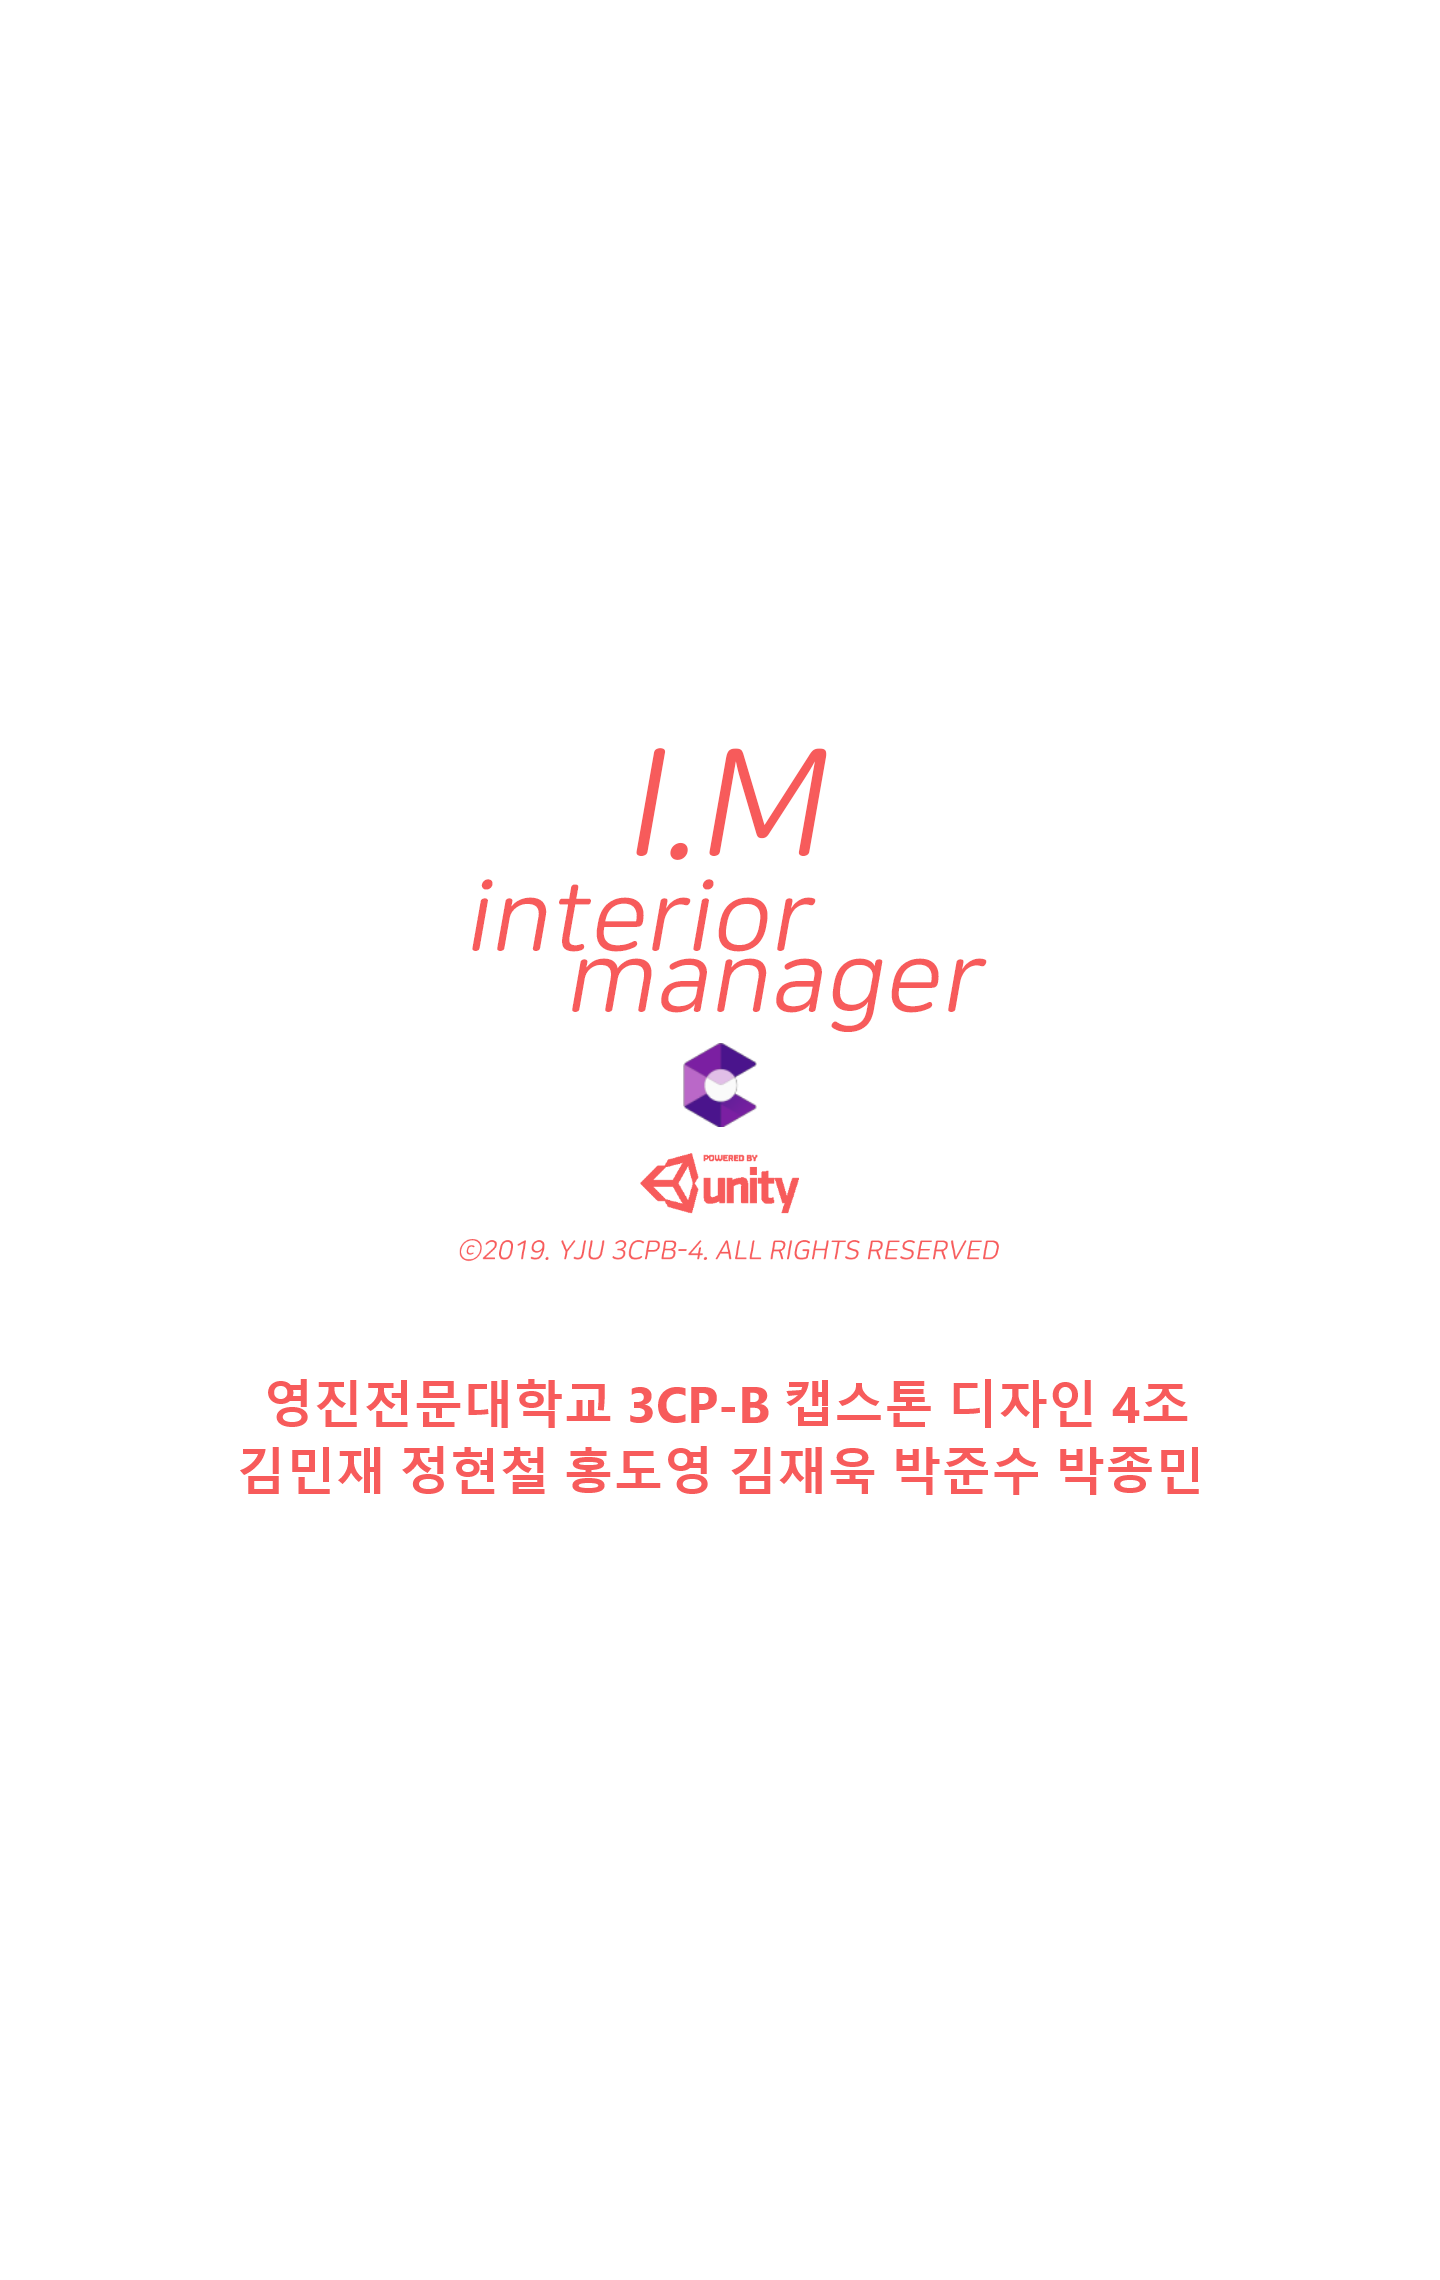 I.M
interior
manager
POWERED BY
unity
ⓒ2019. YJU 3CPB-4. ALL RIGHTS RESERVED
영진전문대학교 3CP-B 캡스톤 디자인 4조
김민재 정현철 홍도영 김재욱 박준수 박종민